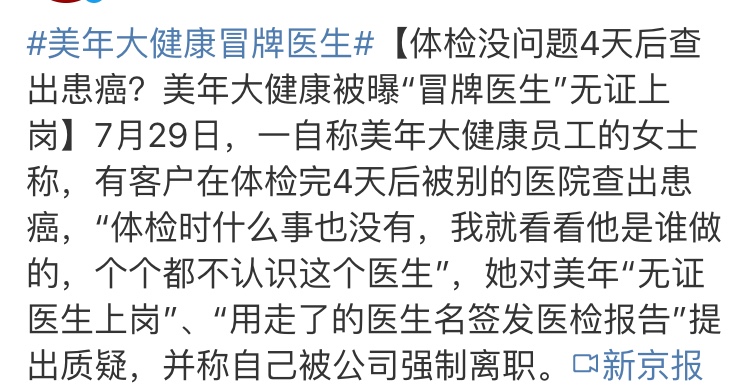 #美年大健康冒牌医生#【体检没问题4天后查
出患癌？美年大健康被曝“冒牌医生”无证上
岗】7月29日，一自称美年大健康员工的女士
称，有客户在体检完4天后被别的医院查出患
癌，“体检时什么事也没有，我就看看他是谁做
的，个个都不认识这个医生”，她对美年“无证
医生上岗”、“用走了的医生名签发医检报告”提
出质疑，并称自己被公司强制离职。新京报